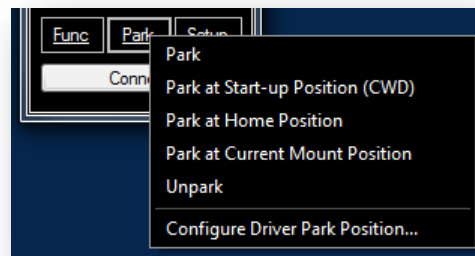 Func Park Setup
Conne
Park
Park at Start-up Position (CWD)
Park at Home Position
Park at Current Mount Position
Unpark
Configure Driver Park Position...